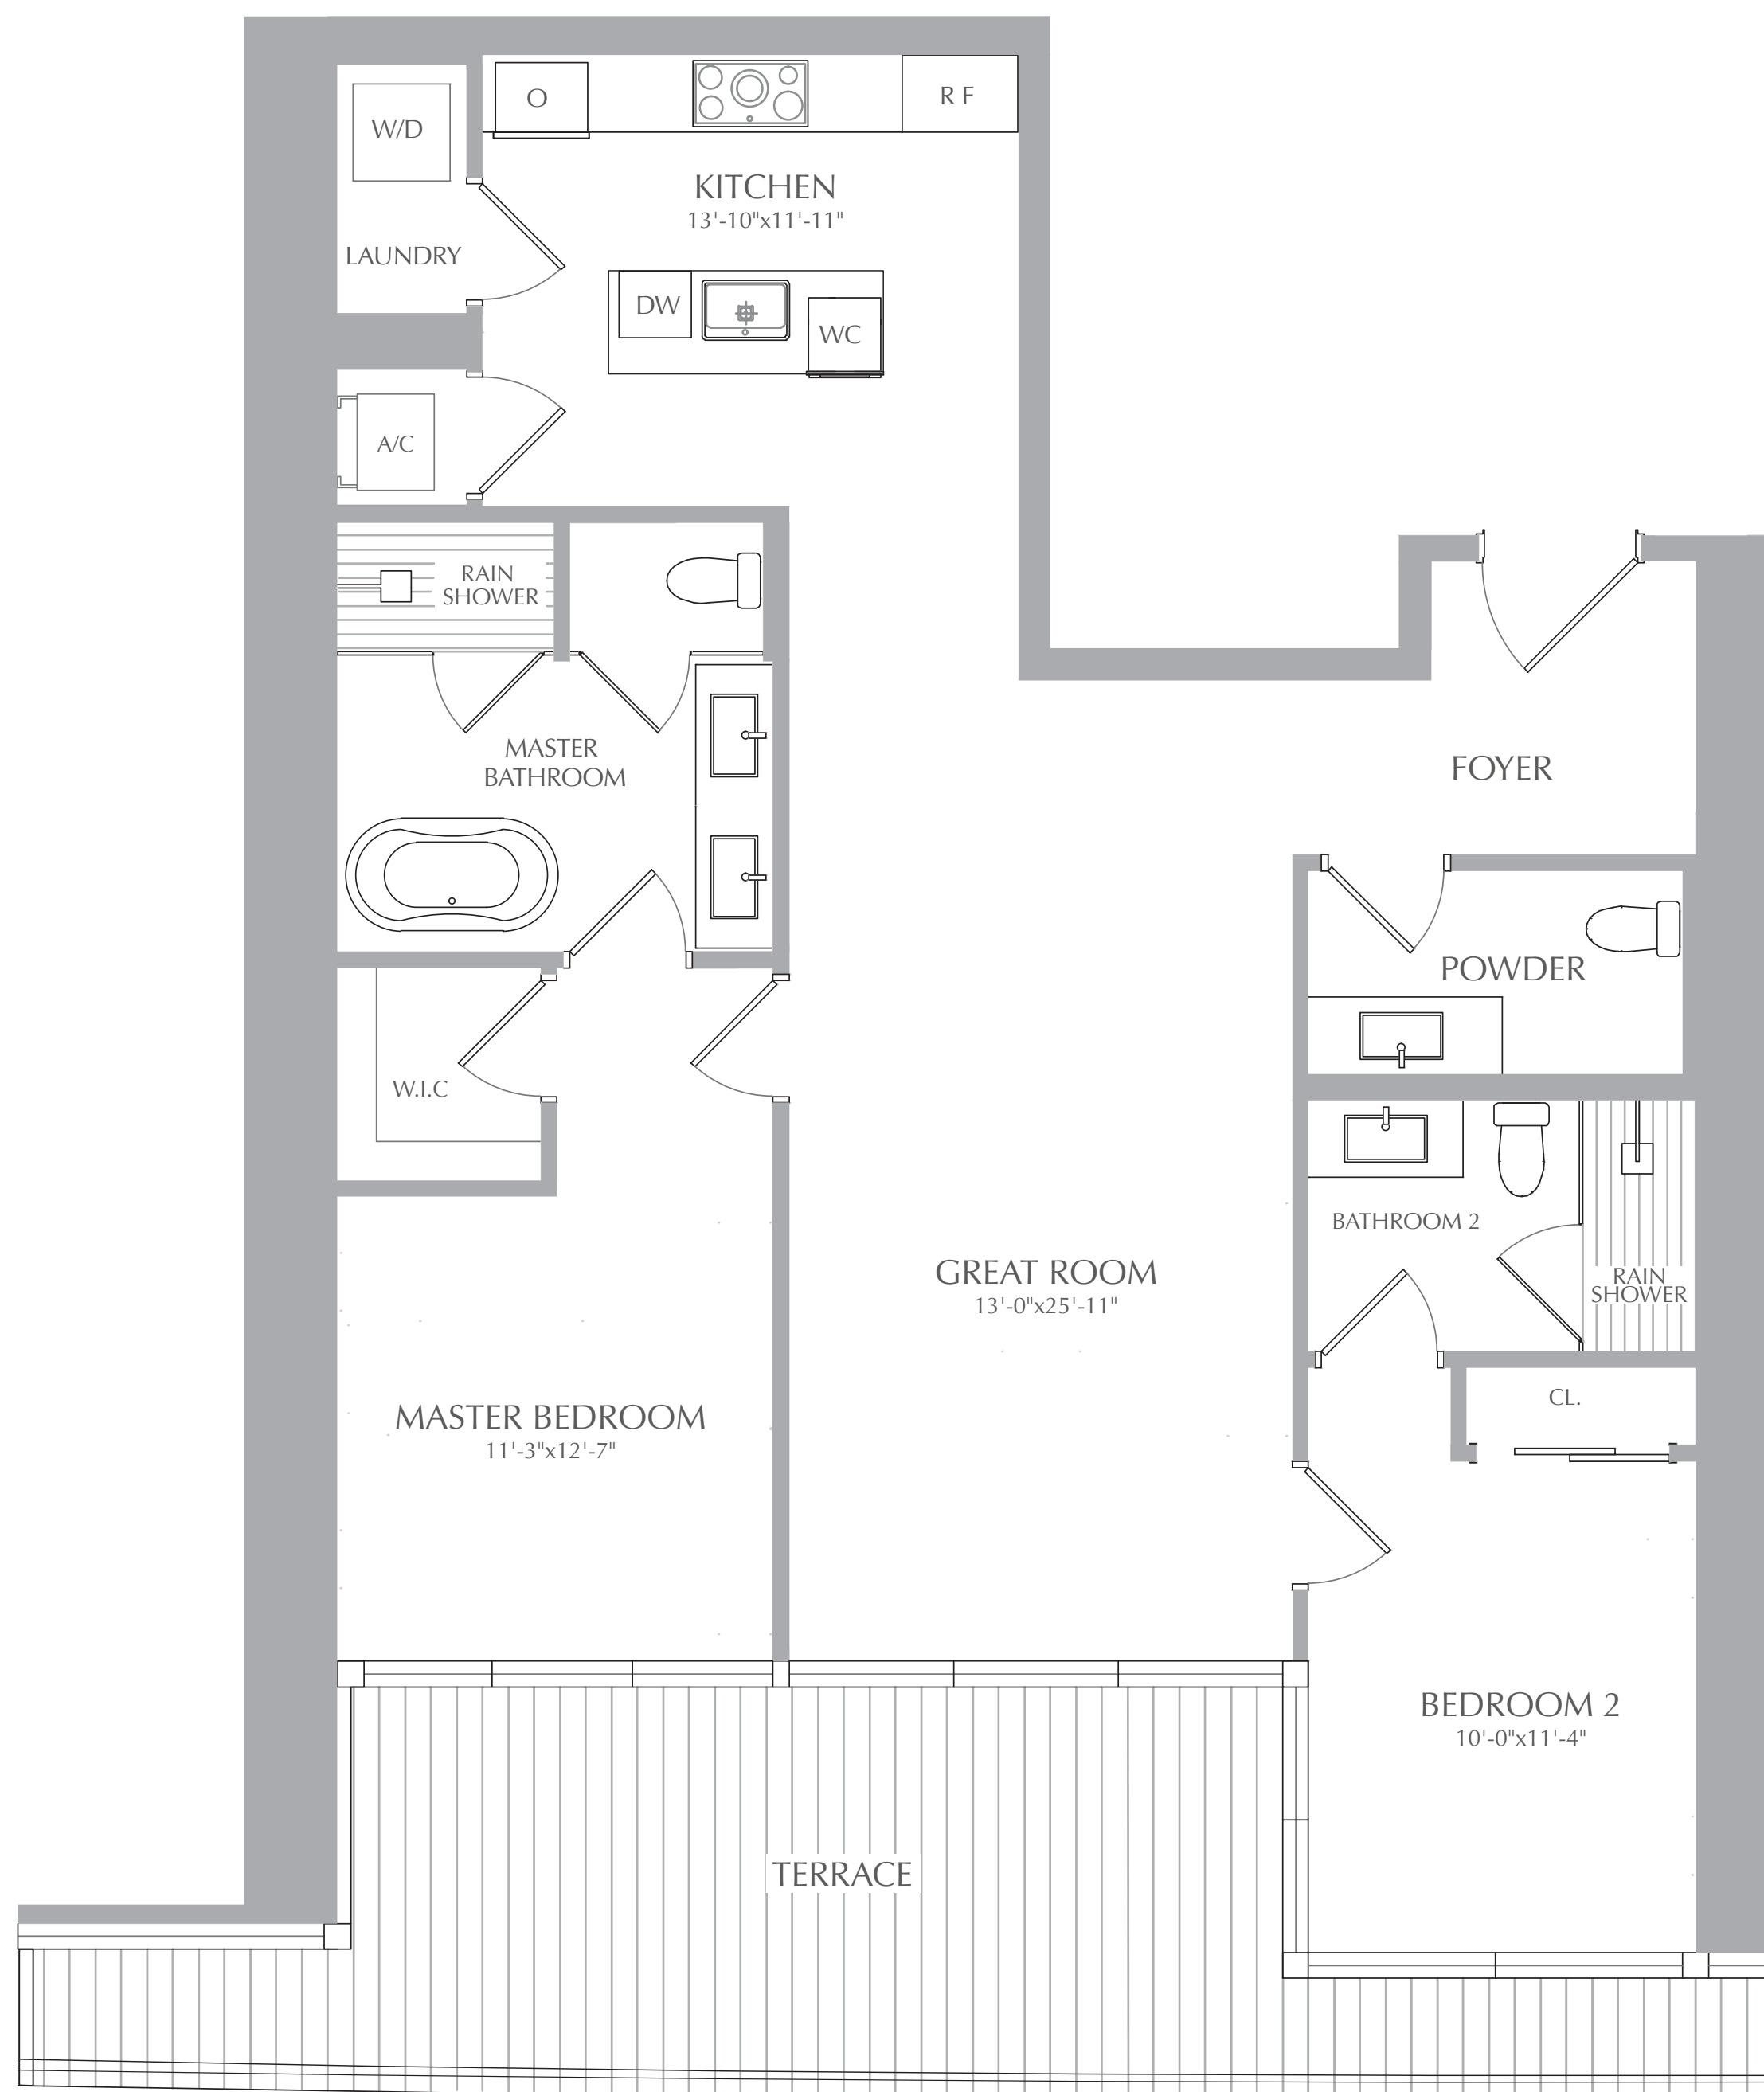 O
R F
W/D
KITCHEN
13'-10"x11'-11"
LAUNDRY
DW
WC
A/C
RAIN
SHOWER
MASTER
BATHROOM
FOYER
POWDER
W.I.C
BATHROOM 2
GREAT ROOM
13'-0"x25'-11"
RAIN
SHOWER
CL.
MASTER BEDROOM
11'-3"x12'-7"
BEDROOM 2
10'-0"x11'-4"
TERRACE